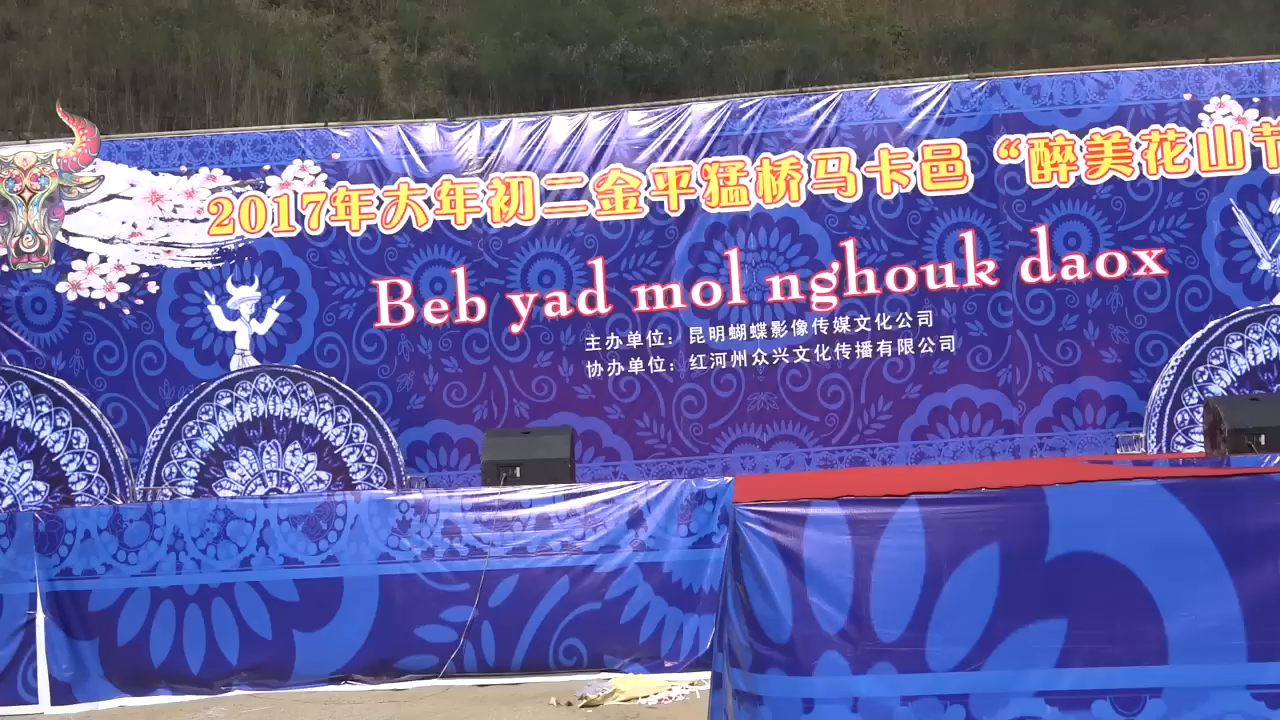 2017年大年初二金平猛桥马卡邑“醉美花山节
Beb yad mol nghouk daox
主办单位：昆明蝴蝶影像传媒文化公司
协办单位：红河州众兴文化传播有限公司